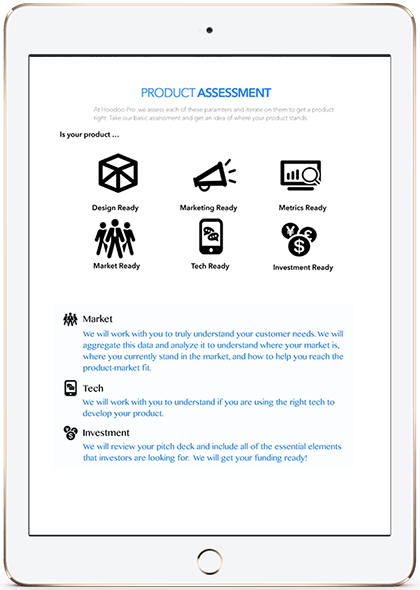 PRODUCT ASSESSMENT
At Hoodoo Pro. we assess each of these paramters and iterate on them to get a product
right. Take our basic assessment and get an idea of where your product stands.
Is your product ...
Design Ready
Marketing Ready
Metrics Ready
Market Ready
Tech Ready
Investment Ready
Market
We will work with you to truly understand your customer needs. We will
aggregate this data and analyze it to understand where your market is,
where you currently stand in the market, and how to help you reach the
product-market fit.
Tech
We will work with you to understand if you are using the right tech to
develop your product.
Investment
We will review your pitch deck and include all of the essential elements
that investors are looking for. We will get your funding ready!